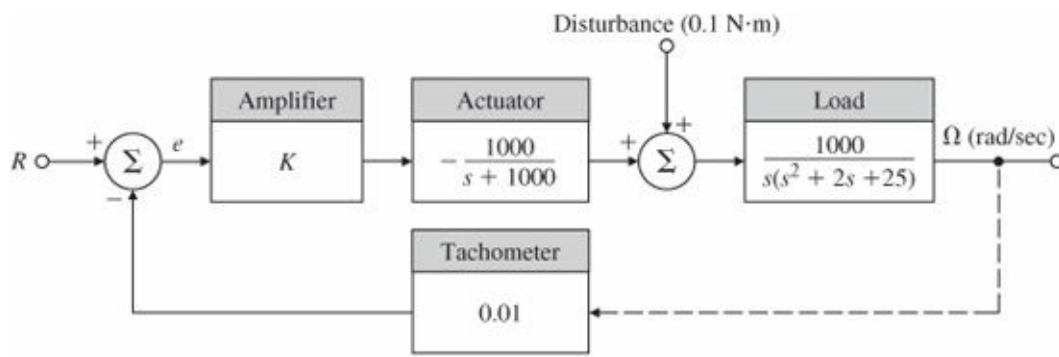 Disturbance (0.1 N·m)
Amplifier
Actuator
Load
R
+
Σ
−
e
K
− 1000 / s + 1000
+
+
Σ
1000 / s(s² + 2s +25)
Ω (rad/sec)
Tachometer
0.01